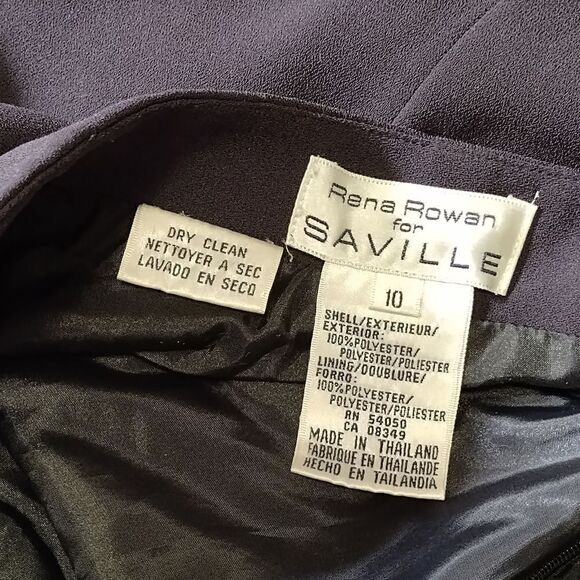 DRY CLEAN
NETTOYER A SEC
LAVADO EN SECO
Rena Rowan
for
SAVILLE
10
SHELL/EXTERIEUR/
EXTERIOR:
100%POLYESTER/
POLYESTER/POLIESTER
LINING/DOUBLURE/
FORRO:
100%POLYESTER/
POLYESTER/POLIESTER
RN 54050
CA 08349
MADE IN THAILAND
FABRIQUE EN THAILANDE
HECHO EN TAILANDIA